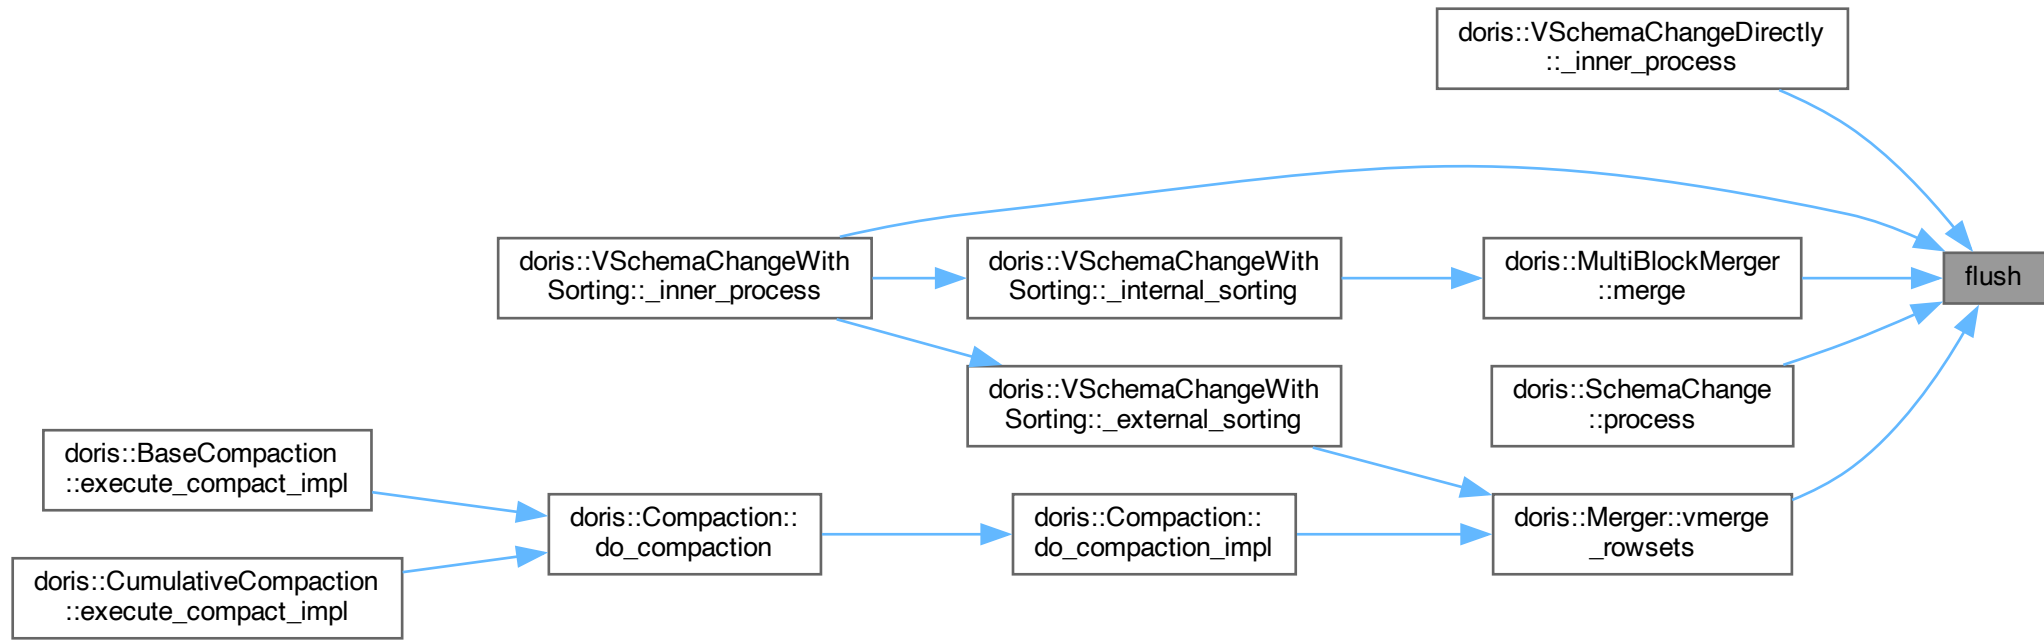 doris::VSchemaChangeDirectly
::_inner_process
doris::VSchemaChangeWith
Sorting::_inner_process
doris::VSchemaChangeWith
Sorting::_internal_sorting
doris::MultiBlockMerger
::merge
flush
doris::VSchemaChangeWith
Sorting::_external_sorting
doris::SchemaChange
::process
doris::BaseCompaction
::execute_compact_impl
doris::Compaction::
do_compaction
doris::Compaction::
do_compaction_impl
doris::Merger::vmerge
_rowsets
doris::CumulativeCompaction
::execute_compact_impl